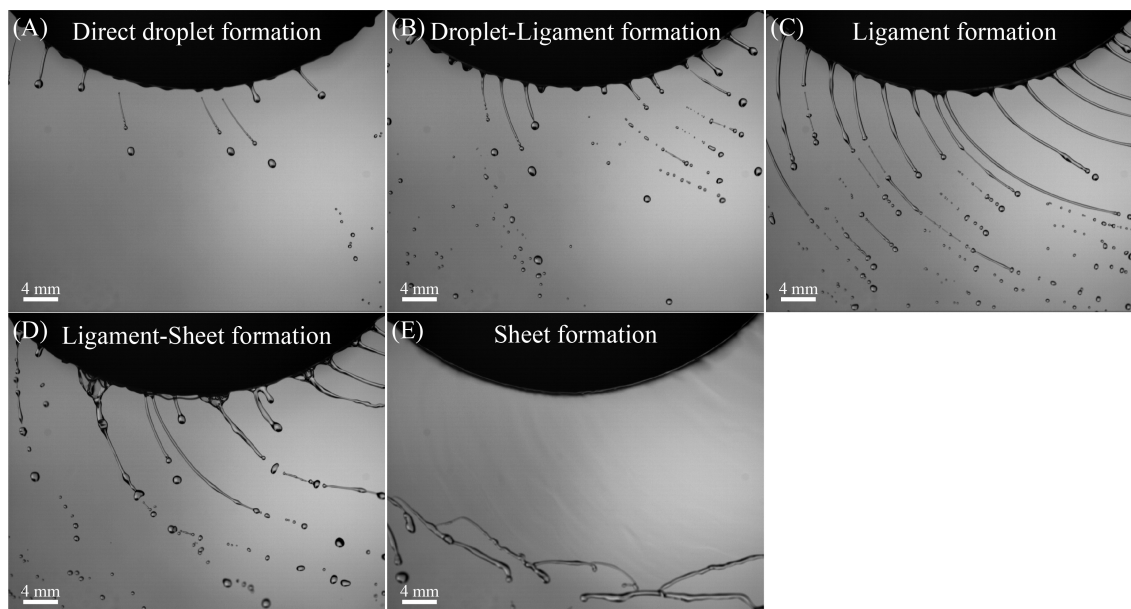 (A) Direct droplet formation
4 mm
(B) Droplet-Ligament formation
4 mm
(C) Ligament formation
4 mm
(D) Ligament-Sheet formation
4 mm
(E) Sheet formation
4 mm